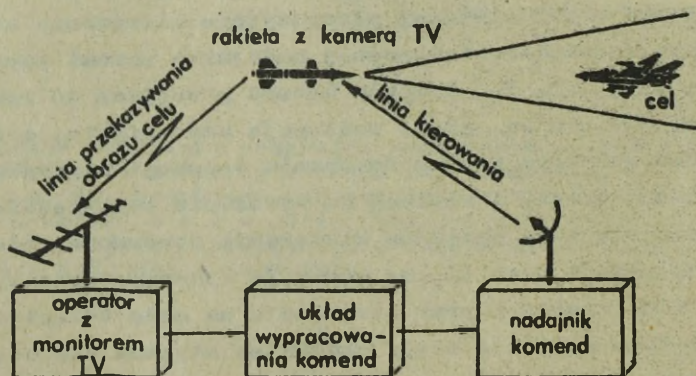 rakieta z kamerą TV
cel
linia przekazywania
obrazu celu
linia kierowania
operator
z
monitorem
TV
układ
wypracowa-
nia komend
nadajnik
komend